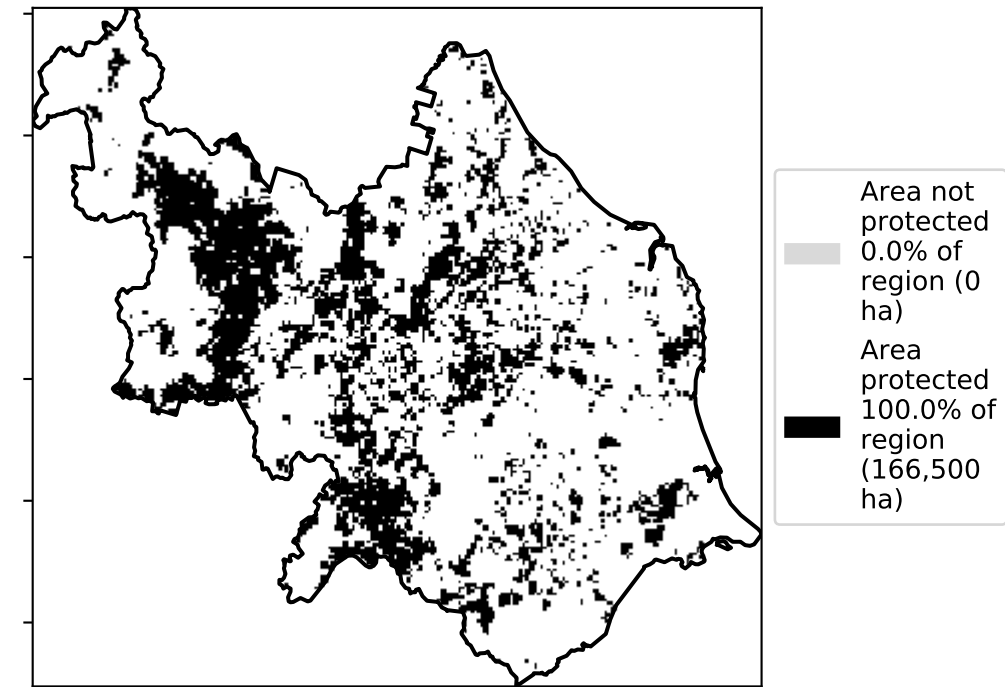 Area not
protected
0.0% of
region (0
ha)
Area
protected
100.0% of
region
(166,500
ha)